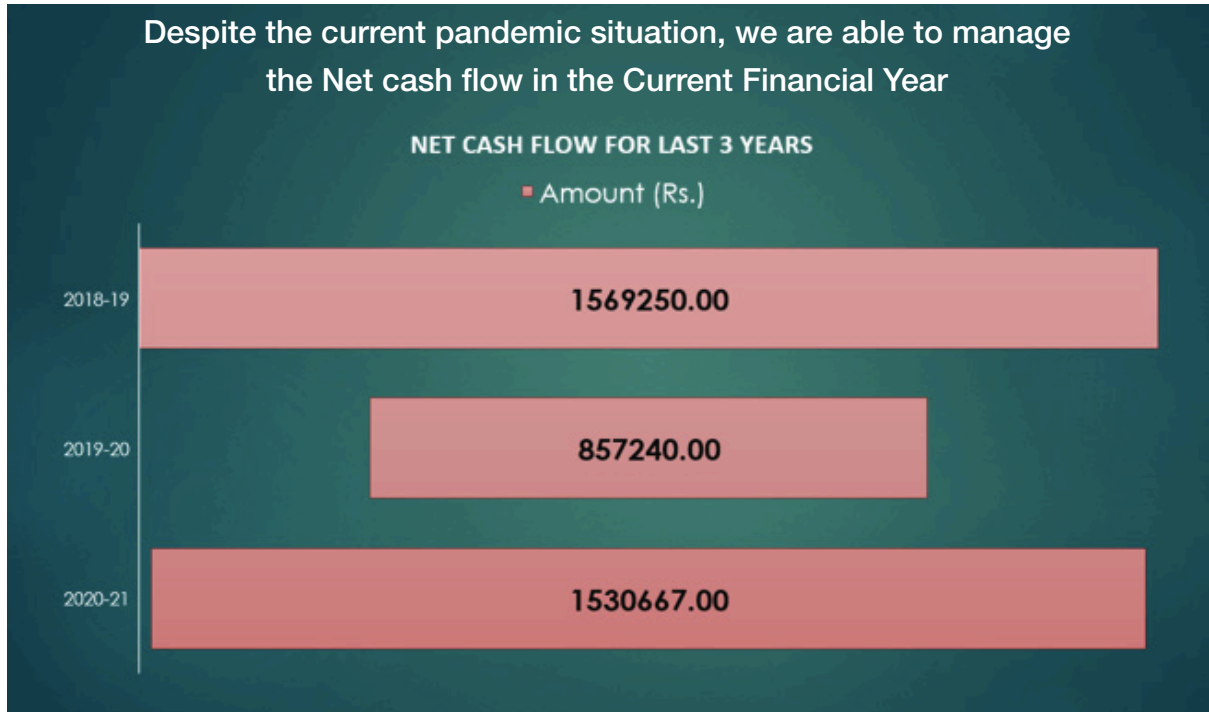 Despite the current pandemic situation, we are able to manage
the Net cash flow in the Current Financial Year
NET CASH FLOW FOR LAST 3 YEARS
Amount (Rs.)
2018-19
1569250.00
2019-20
857240.00
2020-21
1530667.00